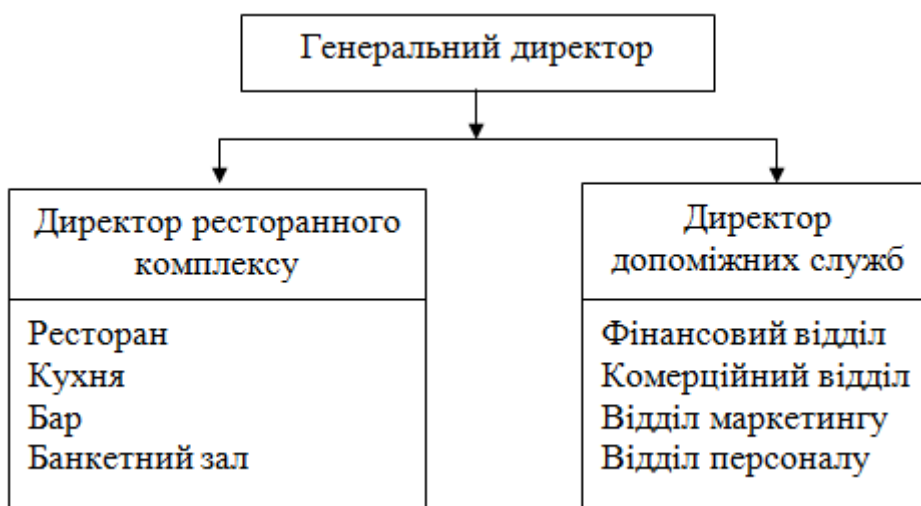 Генеральний директор
Директор ресторанного
комплексу
Ресторан
Кухня
Бар
Банкетний зал
Директор
допоміжних служб
Фінансовий відділ
Комерційний відділ
Відділ маркетингу
Відділ персоналу